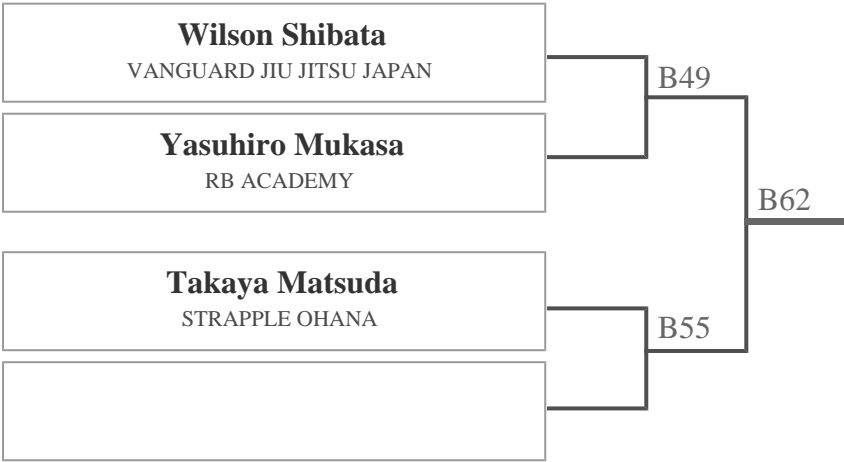 Wilson Shibata
VANGUARD JIU JITSU JAPAN
B49
Yasuhiro Mukasa
RB ACADEMY
B62
Takaya Matsuda
STRAPPLE OHANA
B55